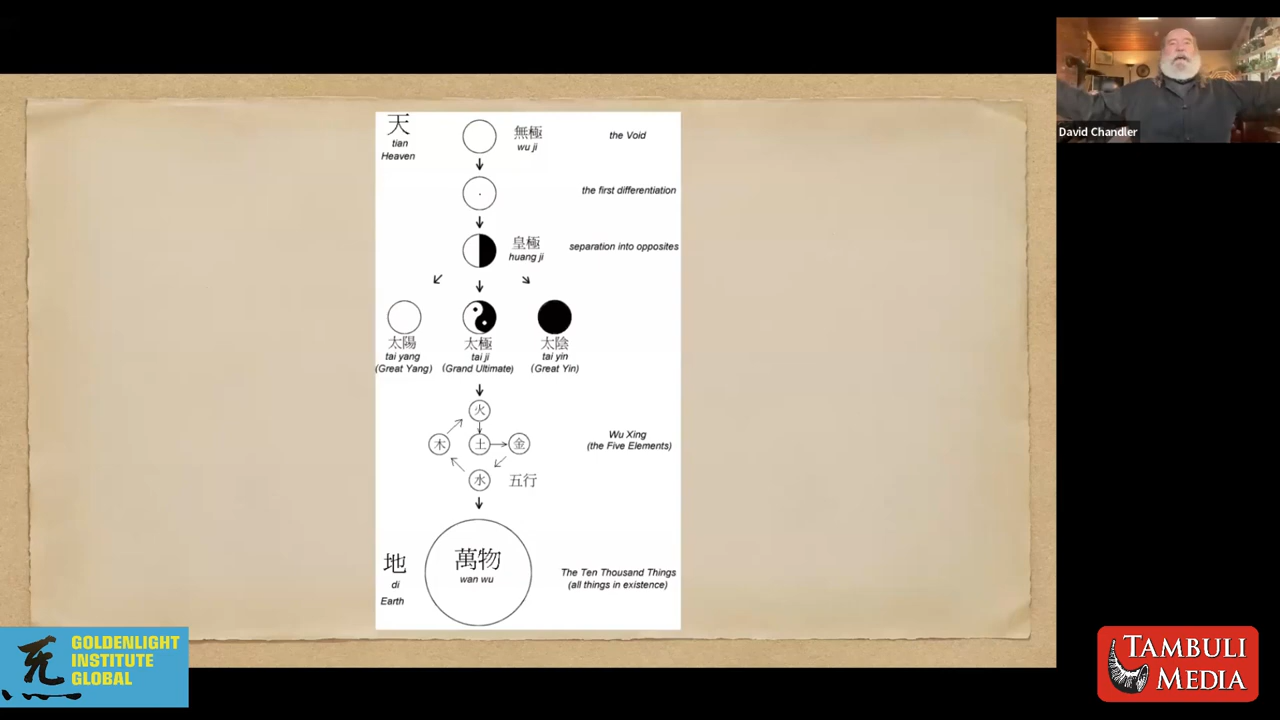 David Chandler
天
tian
Heaven
無極
wu ji
the Void
the first differentiation
皇極
huang ji
separation into opposites
太陽
tai yang
(Great Yang)
太極
tai ji
(Grand Ultimate)
太陰
tai yin
(Great Yin)
火
木
土
金
水
五行
Wu Xing
(the Five Elements)
地
di
Earth
萬物
wan wu
The Ten Thousand Things
(all things in existence)
GOLDENLIGHT
INSTITUTE
GLOBAL
TAMBULI
MEDIA